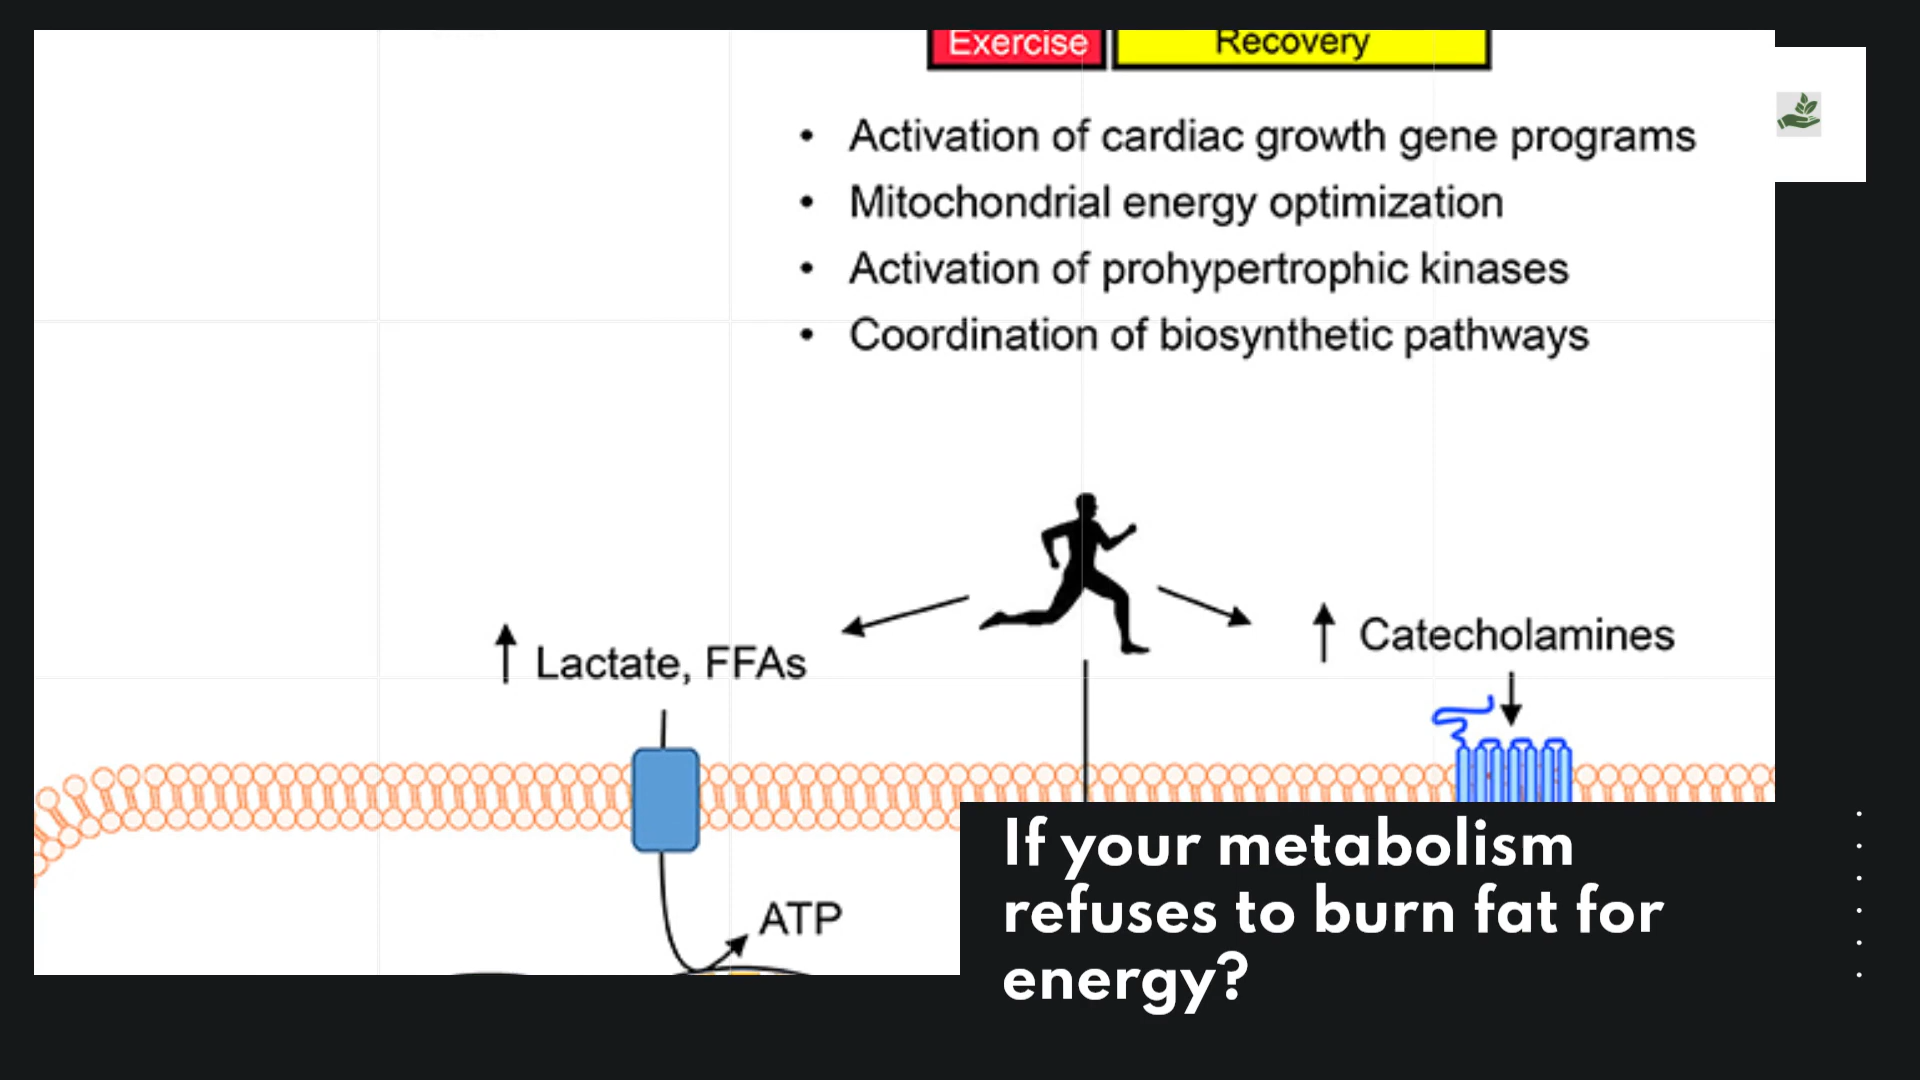 Exercise
Recovery
• Activation of cardiac growth gene programs
• Mitochondrial energy optimization
• Activation of prohypertrophic kinases
• Coordination of biosynthetic pathways
↑ Lactate, FFAs
↑ Catecholamines
ATP
If your metabolism
refuses to burn fat for
energy?